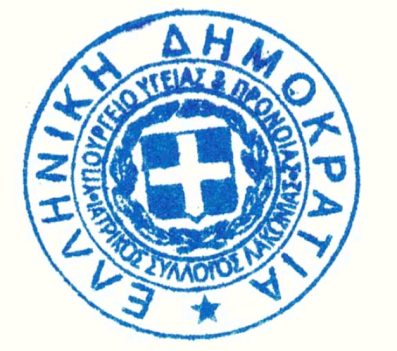 ΕΛΛΗΝΙΚΗ ΔΗΜΟΚΡΑΤΙΑ
ΥΠΟΥΡΓΕΙΟ ΥΓΕΙΑΣ & ΠΡΟΝΟΙΑΣ
ΙΑΤΡΙΚΟΣ ΣΥΛΛΟΓΟΣ ΛΑΚΩΝΙΑΣ